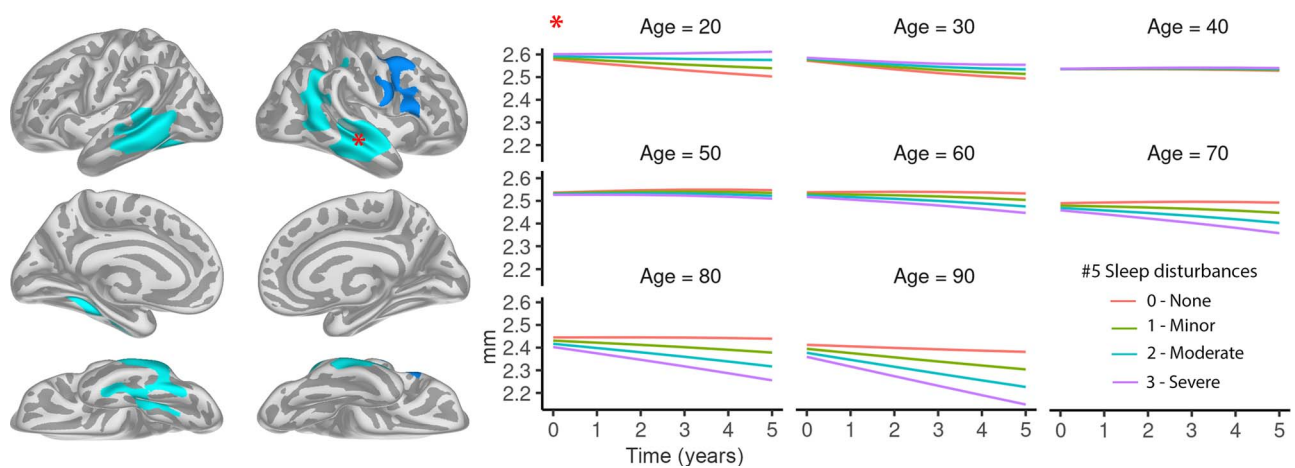 *
Age = 20
Age = 30
Age = 40
2.6
2.5
2.4
2.3
2.2
*
Age = 50
Age = 60
Age = 70
2.6
2.5
2.4
2.3
2.2
Age = 80
Age = 90
#5 Sleep disturbances
0 - None
1 - Minor
2 - Moderate
3 - Severe
2.6
2.5
2.4
2.3
2.2
mm
0 1 2 3 4 5
0 1 2 3 4 5
0 1 2 3 4 5
Time (years)